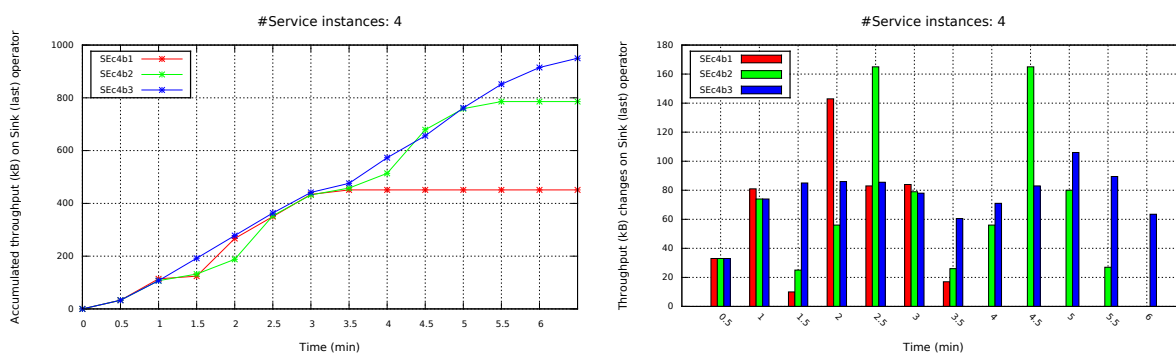 #Service instances: 4
Accumulated throughput (kB) on Sink (last) operator
SEc4b1
SEc4b2
SEc4b3
1000
800
600
400
200
0
0 0.5 1 1.5 2 2.5 3 3.5 4 4.5 5 5.5 6
Time (min)
#Service instances: 4
Throughput (kB) changes on Sink (last) operator
SEc4b1
SEc4b2
SEc4b3
180
160
140
120
100
80
60
40
20
0
0.5 1 1.5 2 2.5 3 3.5 4 4.5 5 5.5 6
Time (min)